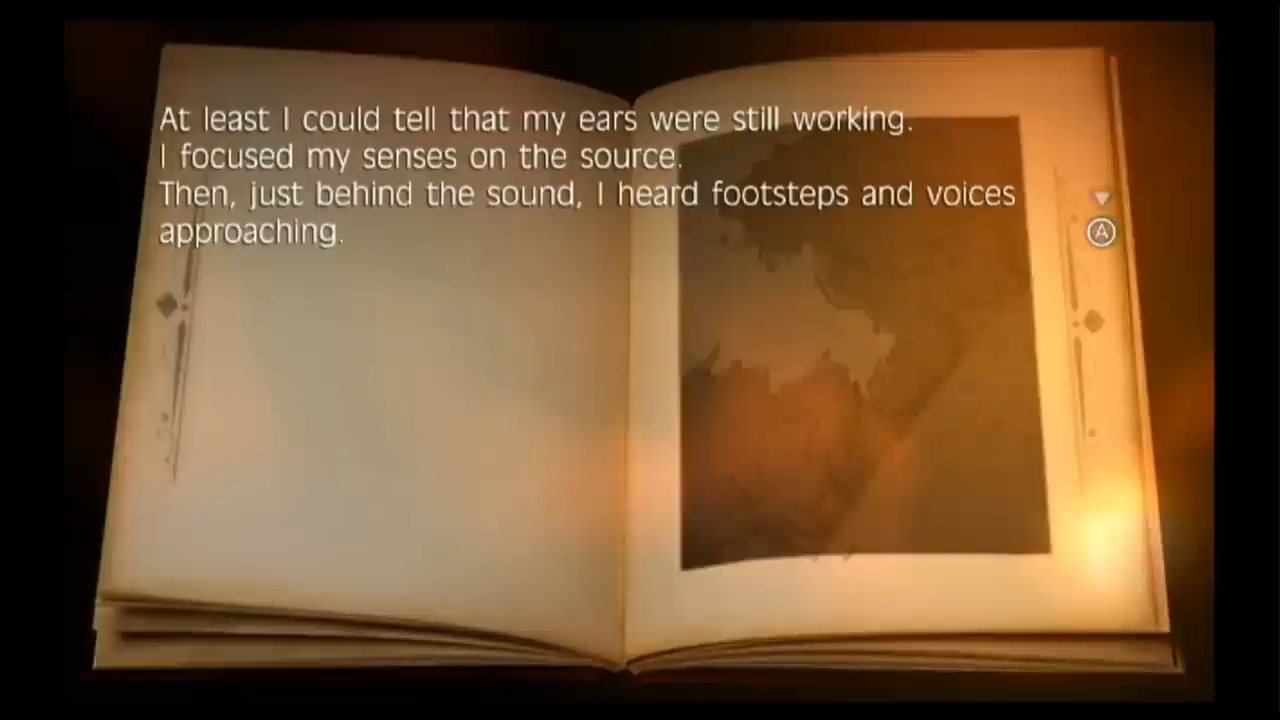 At least I could tell that my ears were still working.
I focused my senses on the source.
Then, just behind the sound, I heard footsteps and voices
approaching.
A